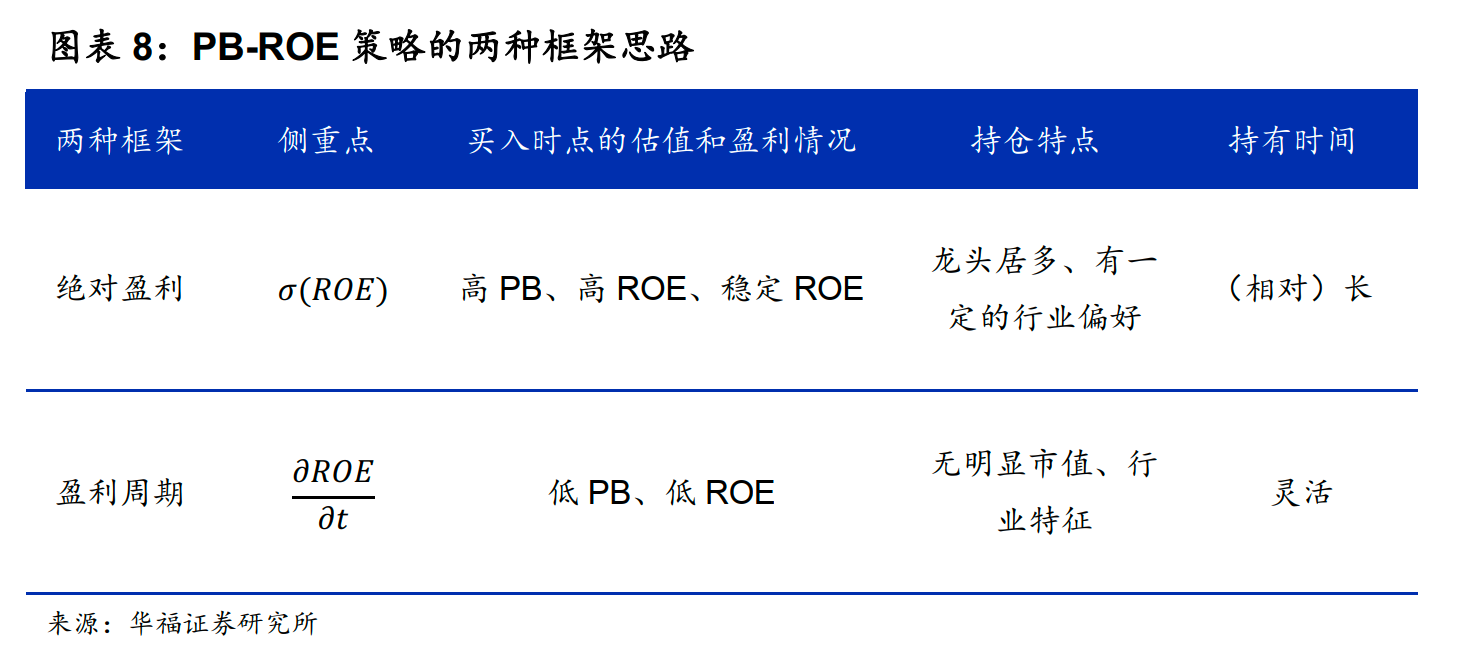 图表 8：PB-ROE 策略的两种框架思路
两种框架 侧重点 买入时点的估值和盈利情况 持仓特点 持有时间
绝对盈利 σ(ROE) 高 PB、高 ROE、稳定 ROE 龙头居多、有一
定的行业偏好 （相对）长
盈利周期 ∂ROE
∂t 低 PB、低 ROE 无明显市值、行
业特征 灵活
来源：华福证券研究所